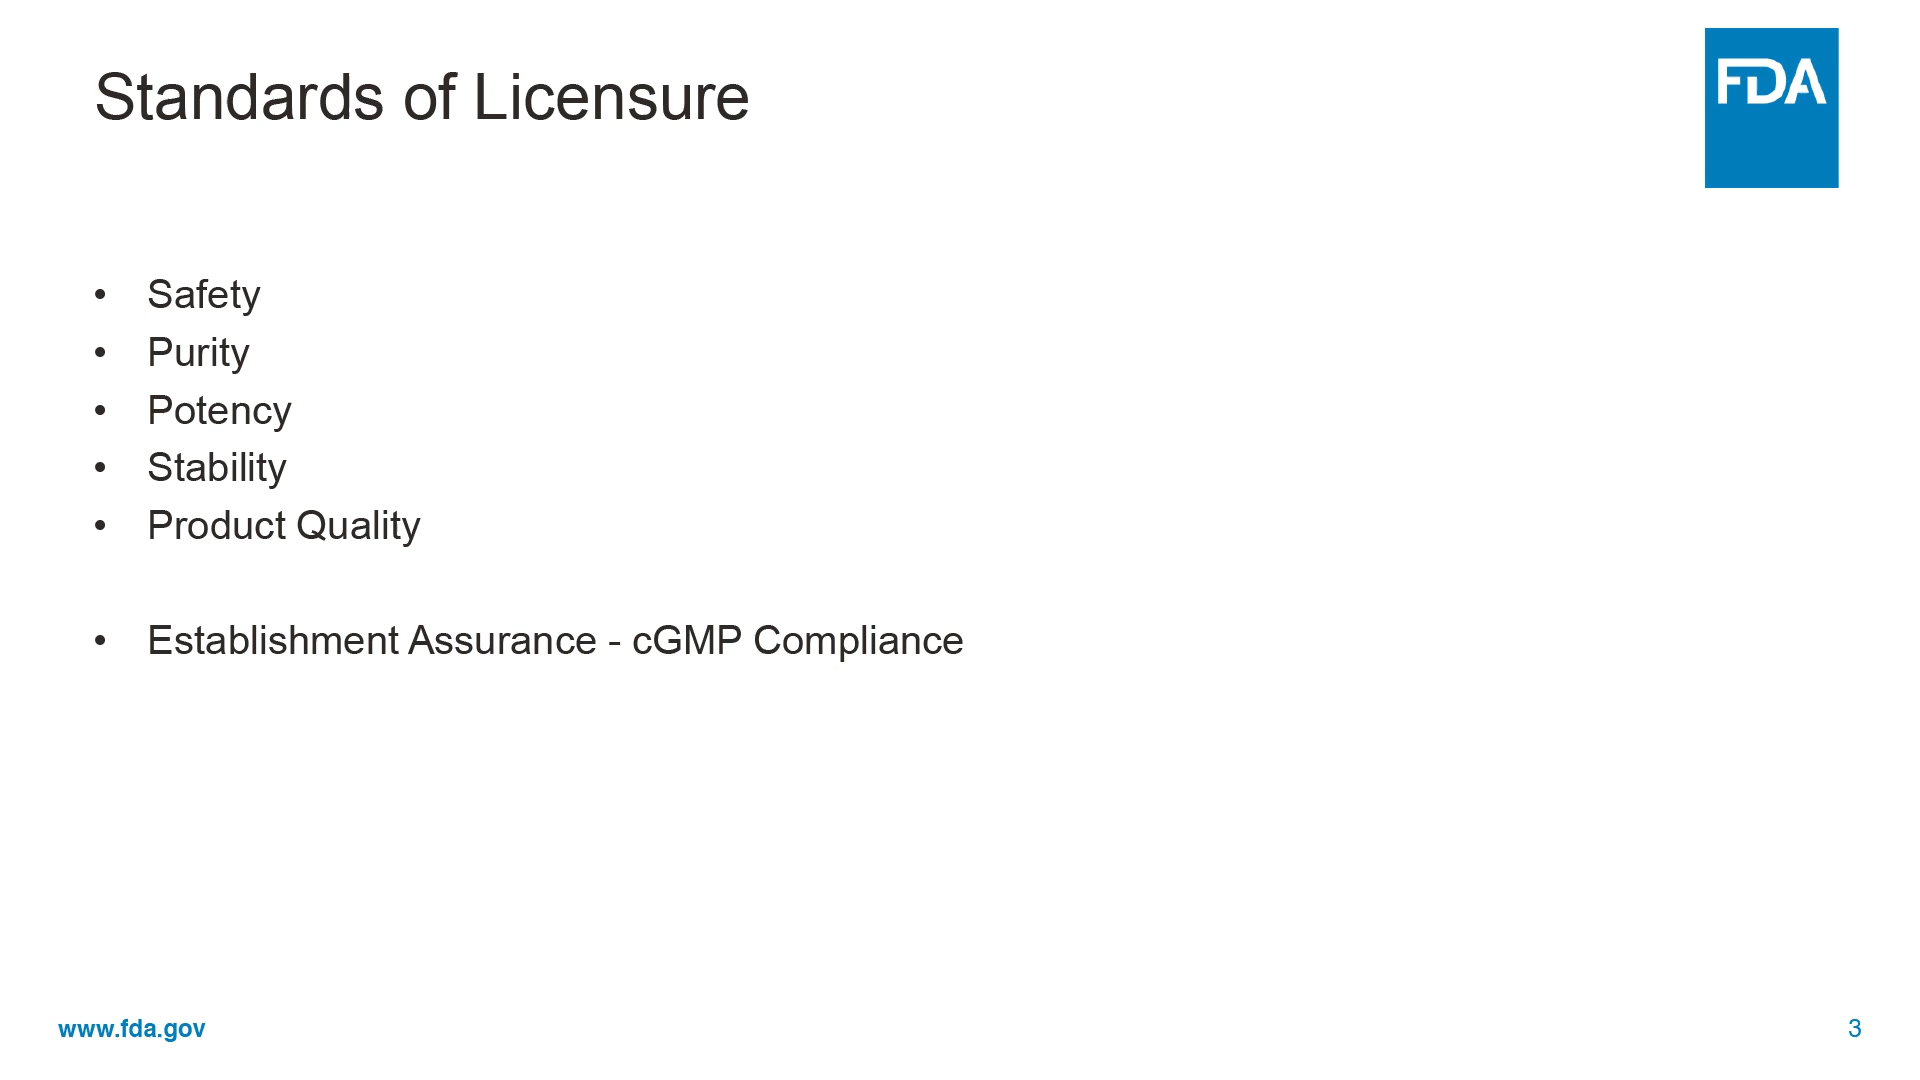 Standards of Licensure
FDA
• Safety
• Purity
• Potency
• Stability
• Product Quality
• Establishment Assurance - cGMP Compliance
www.fda.gov
3